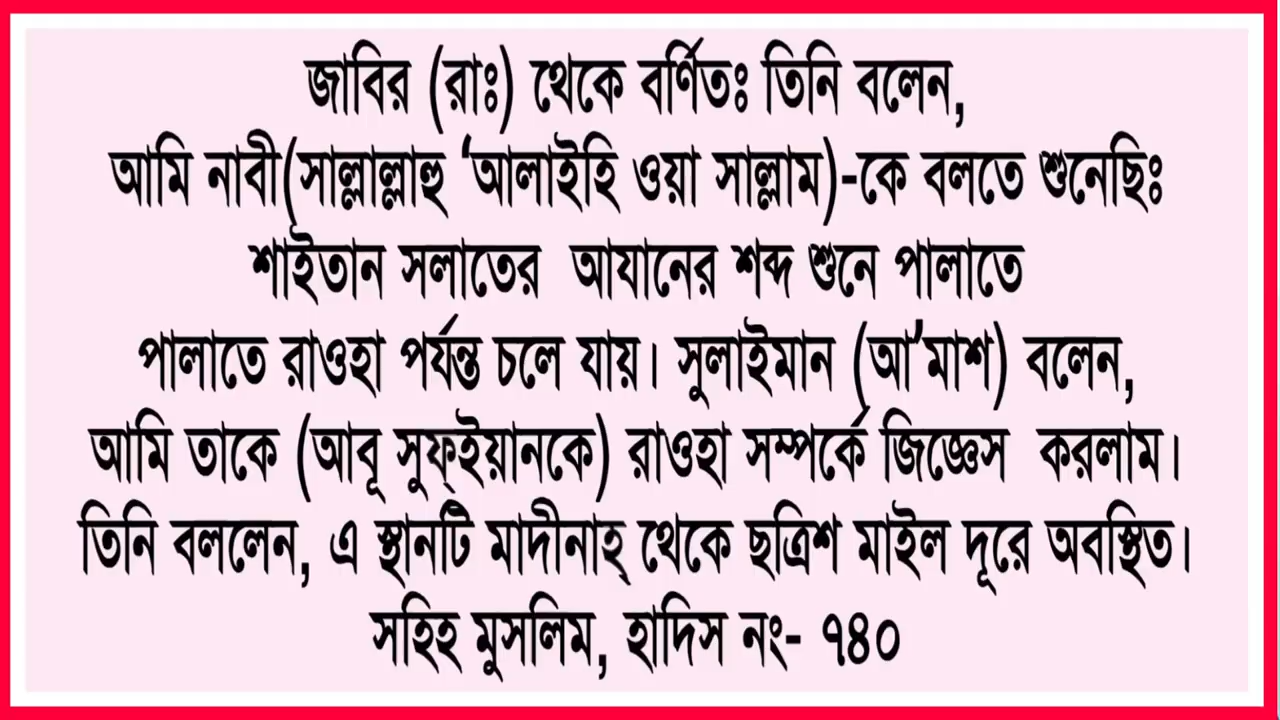 জাবির (রাঃ) থেকে বর্ণিতঃ তিনি বলেন,
আমি নাবী(সাল্লাল্লাহু ‘আলাইহি ওয়া সাল্লাম)-কে বলতে শুনেছিঃ
শাইতান সলাতের আযানের শব্দ শুনে পালাতে
পালাতে রাওহা পর্যন্ত চলে যায়। সুলাইমান (আ’মাশ) বলেন,
আমি তাকে (আবূ সুফ্ইয়ানকে) রাওহা সম্পর্কে জিজ্ঞেস করলাম।
তিনি বললেন, এ স্থানটি মাদীনাহ্ থেকে ছত্রিশ মাইল দূরে অবস্থিত।
সহিহ মুসলিম, হাদিস নং- ৭৪০